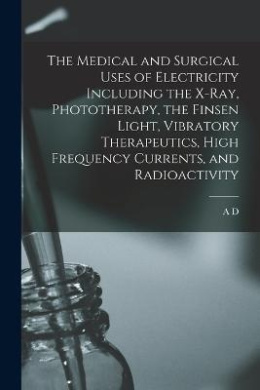 The Medical and Surgical
Uses of Electricity
Including the X-Ray,
Phototherapy, the Finsen
Light, Vibratory
Therapeutics, High
Frequency Currents, and
Radioactivity
A D